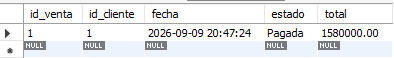 id_venta id_cliente fecha estado total
1 1 2026-09-09 20:47:24 Pagada 1580000.00
NULL NULL NULL NULL NULL